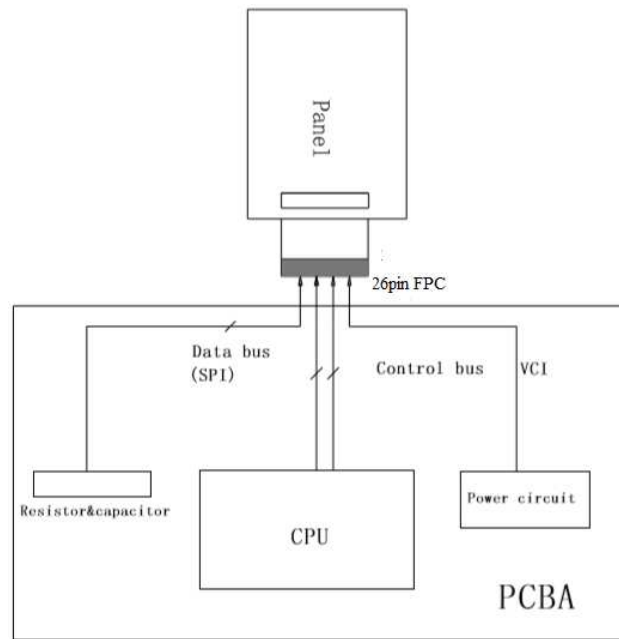 Panel
26pin FPC
Data bus
(SPI)
Control bus
VCI
Resistor&capacitor
CPU
Power circuit
PCBA